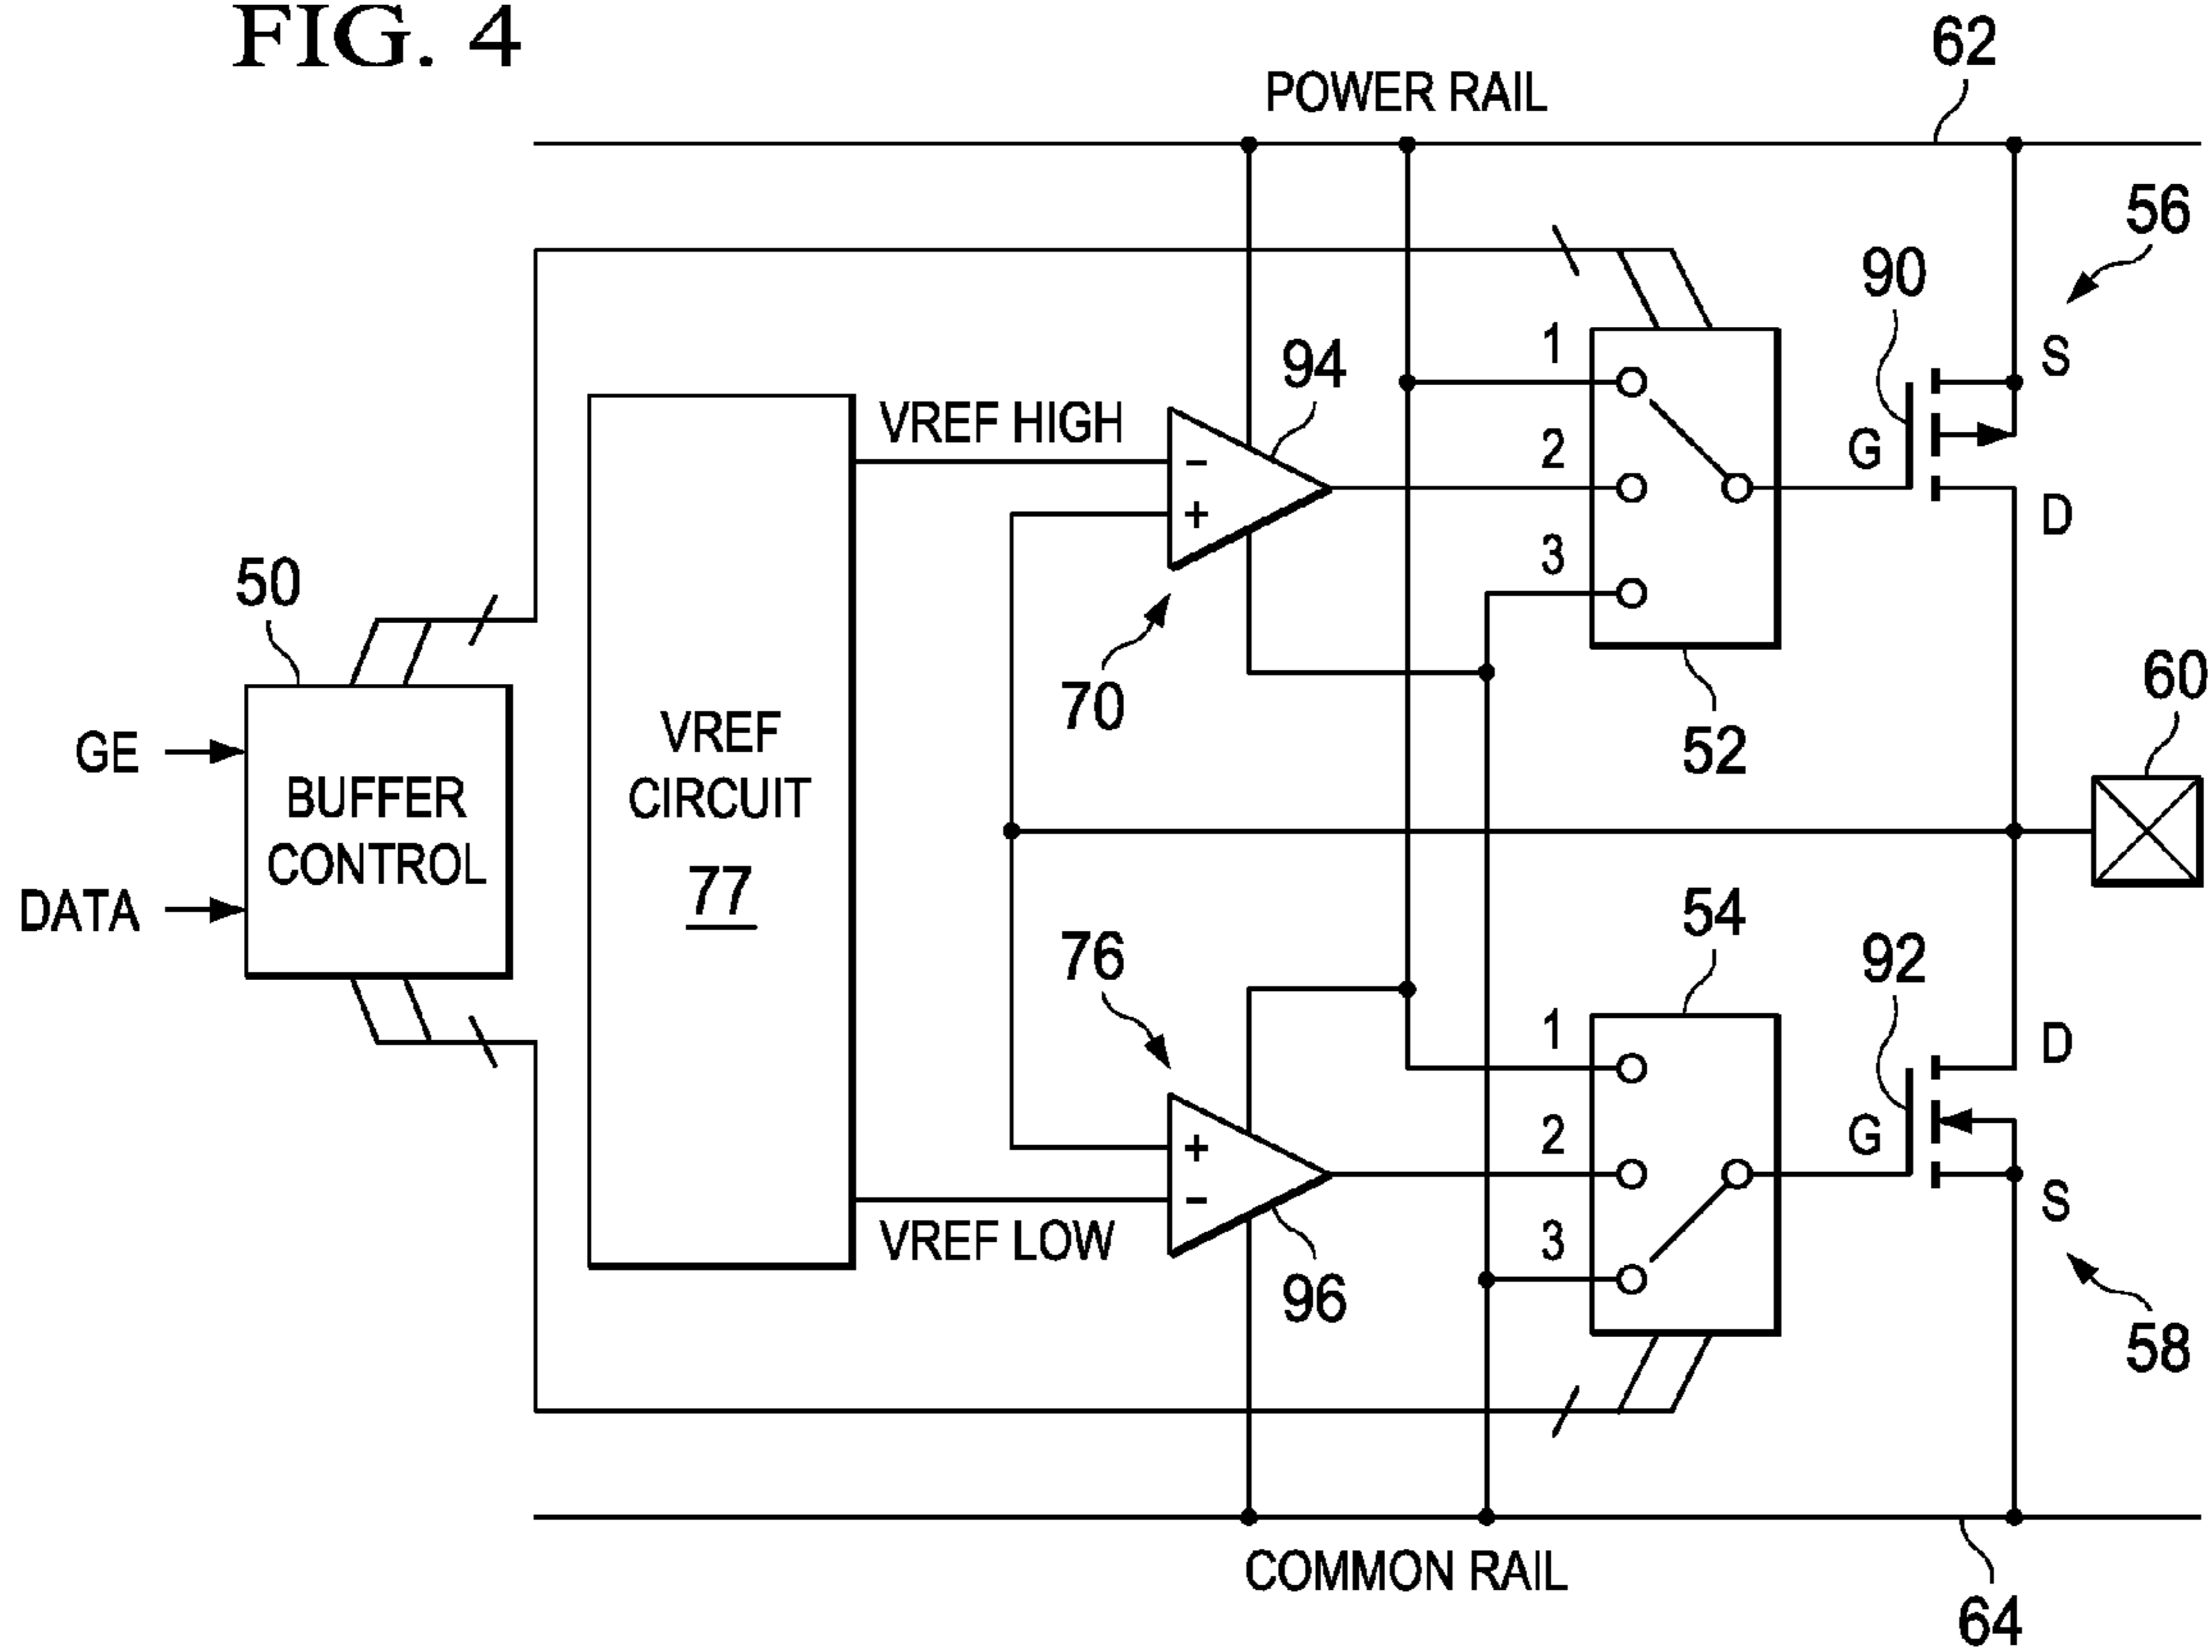 FIG. 4
62
POWER RAIL
56
90
S
1
94
VREF HIGH
2
G
-
+
D
3
50
70
52
60
VREF
CIRCUIT
77
GE
BUFFER
CONTROL
DATA
54
76
92
1
D
2
G
+
-
S
VREF LOW
3
96
58
COMMON RAIL
64